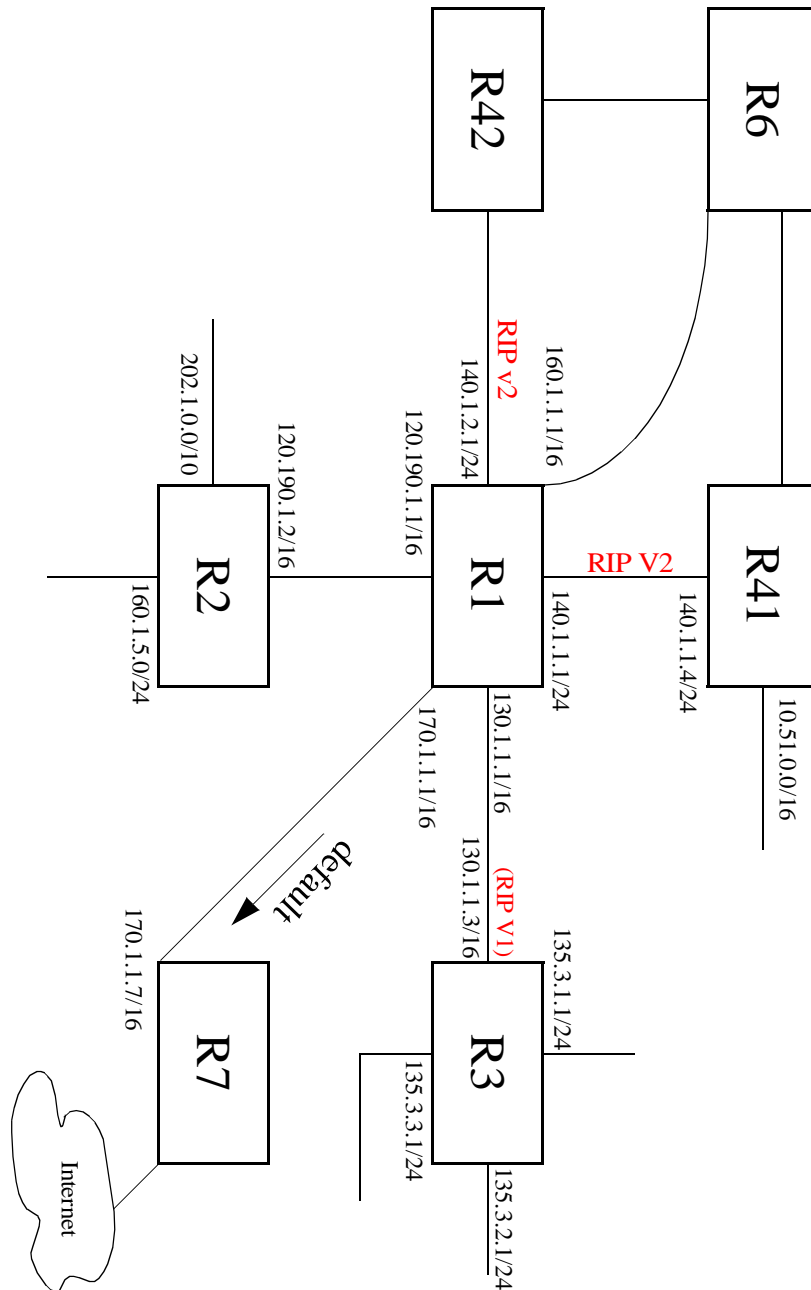 10.51.0.0/16
R6
R41
140.1.1.4/24
RIP V2
160.1.1.1/16
140.1.1.1/24
135.3.1.1/24
RIP v2
130.1.1.1/16
(RIP V1)
135.3.2.1/24
R42
R1
R3
140.1.2.1/24
130.1.1.3/16
170.1.1.1/16
120.190.1.1/16
135.3.3.1/24
default
120.190.1.2/16
R2
R7
202.1.0.0/10
160.1.5.0/24
170.1.1.7/16
Internet